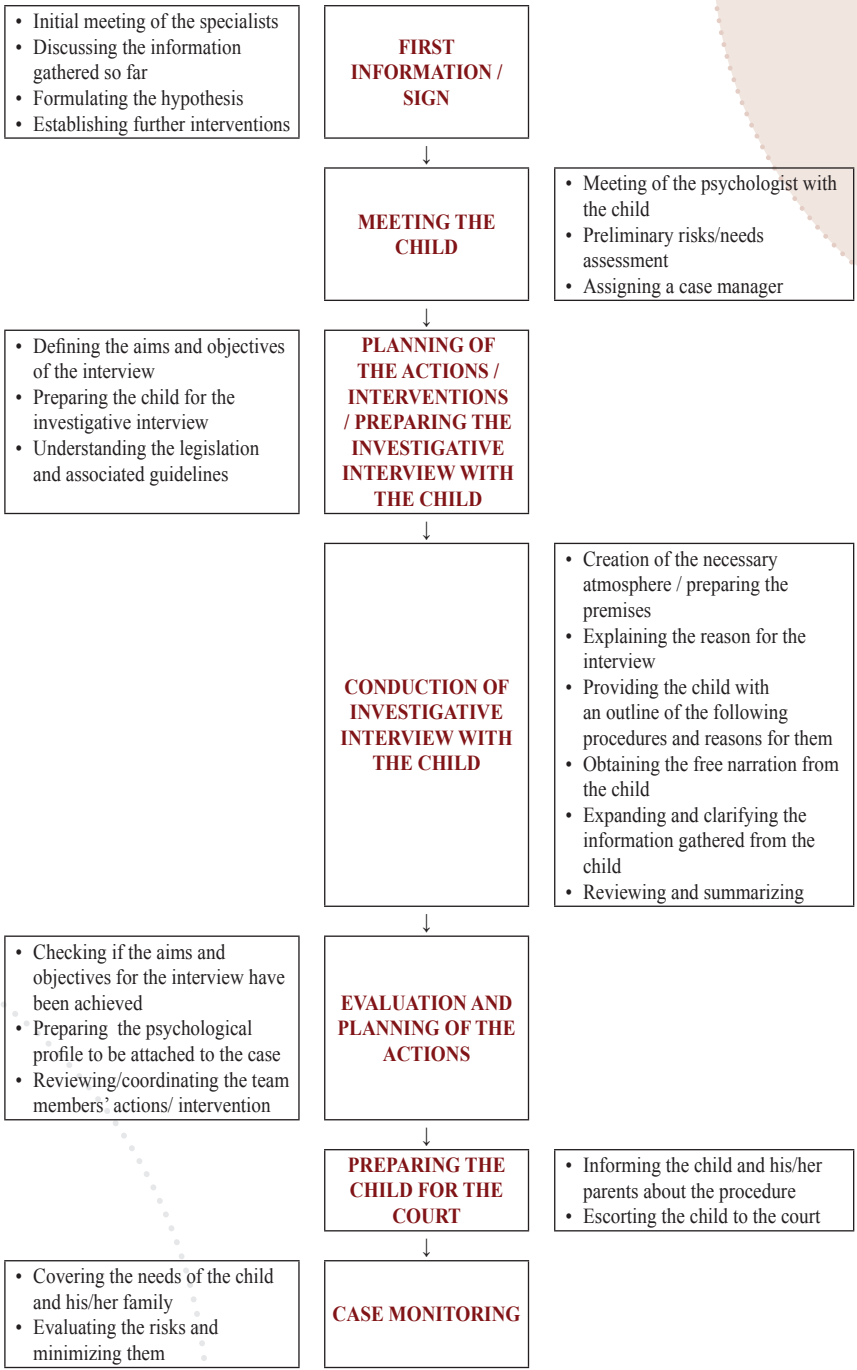 • Initial meeting of the specialists
• Discussing the information
gathered so far
• Formulating the hypothesis
• Establishing further interventions
FIRST
INFORMATION /
SIGN
↓
MEETING THE
CHILD
• Meeting of the psychologist with
the child
• Preliminary risks/needs
assessment
• Assigning a case manager
↓
• Defining the aims and objectives
of the interview
• Preparing the child for the
investigative interview
• Understanding the legislation
and associated guidelines
PLANNING OF
THE ACTIONS /
INTERVENTIONS
/ PREPARING THE
INVESTIGATIVE
INTERVIEW WITH
THE CHILD
↓
CONDUCTION OF
INVESTIGATIVE
INTERVIEW WITH
THE CHILD
• Creation of the necessary
atmosphere / preparing the
premises
• Explaining the reason for the
interview
• Providing the child with
an outline of the following
procedures and reasons for them
• Obtaining the free narration from
the child
• Expanding and clarifying the
information gathered from the
child
• Reviewing and summarizing
↓
• Checking if the aims and
objectives for the interview have
been achieved
• Preparing the psychological
profile to be attached to the case
• Reviewing/coordinating the team
members’ actions/ intervention
EVALUATION AND
PLANNING OF THE
ACTIONS
↓
PREPARING THE
CHILD FOR THE
COURT
• Informing the child and his/her
parents about the procedure
• Escorting the child to the court
↓
• Covering the needs of the child
and his/her family
• Evaluating the risks and
minimizing them
CASE MONITORING